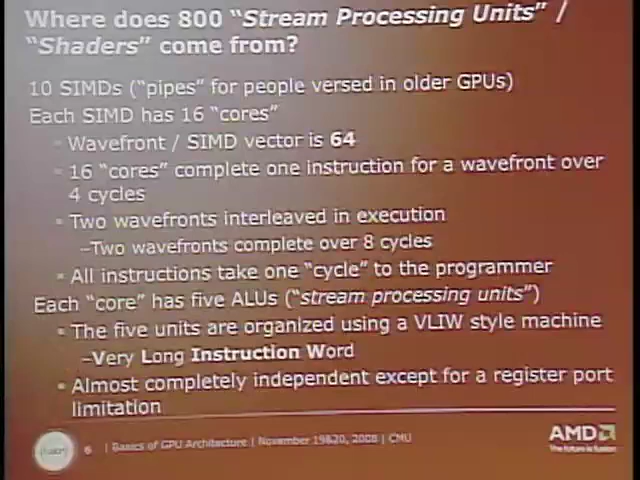 Where does 800 "Stream Processing Units" /
"Shaders" come from?
10 SIMDs ("pipes" for people versed in older GPUs)
Each SIMD has 16 "cores"
Wavefront / SIMD vector is 64
16 "cores" complete one instruction for a wavefront over
4 cycles
Two wavefronts interleaved in execution
–Two wavefronts complete over 8 cycles
All instructions take one "cycle" to the programmer
Each "core" has five ALUs ("stream processing units")
The five units are organized using a VLIW style machine
–Very Long Instruction Word
Almost completely independent except for a register port
limitation
6 | Basics of GPU Architecture | November 19&20, 2008 | CMU
AMD
The future is fusion